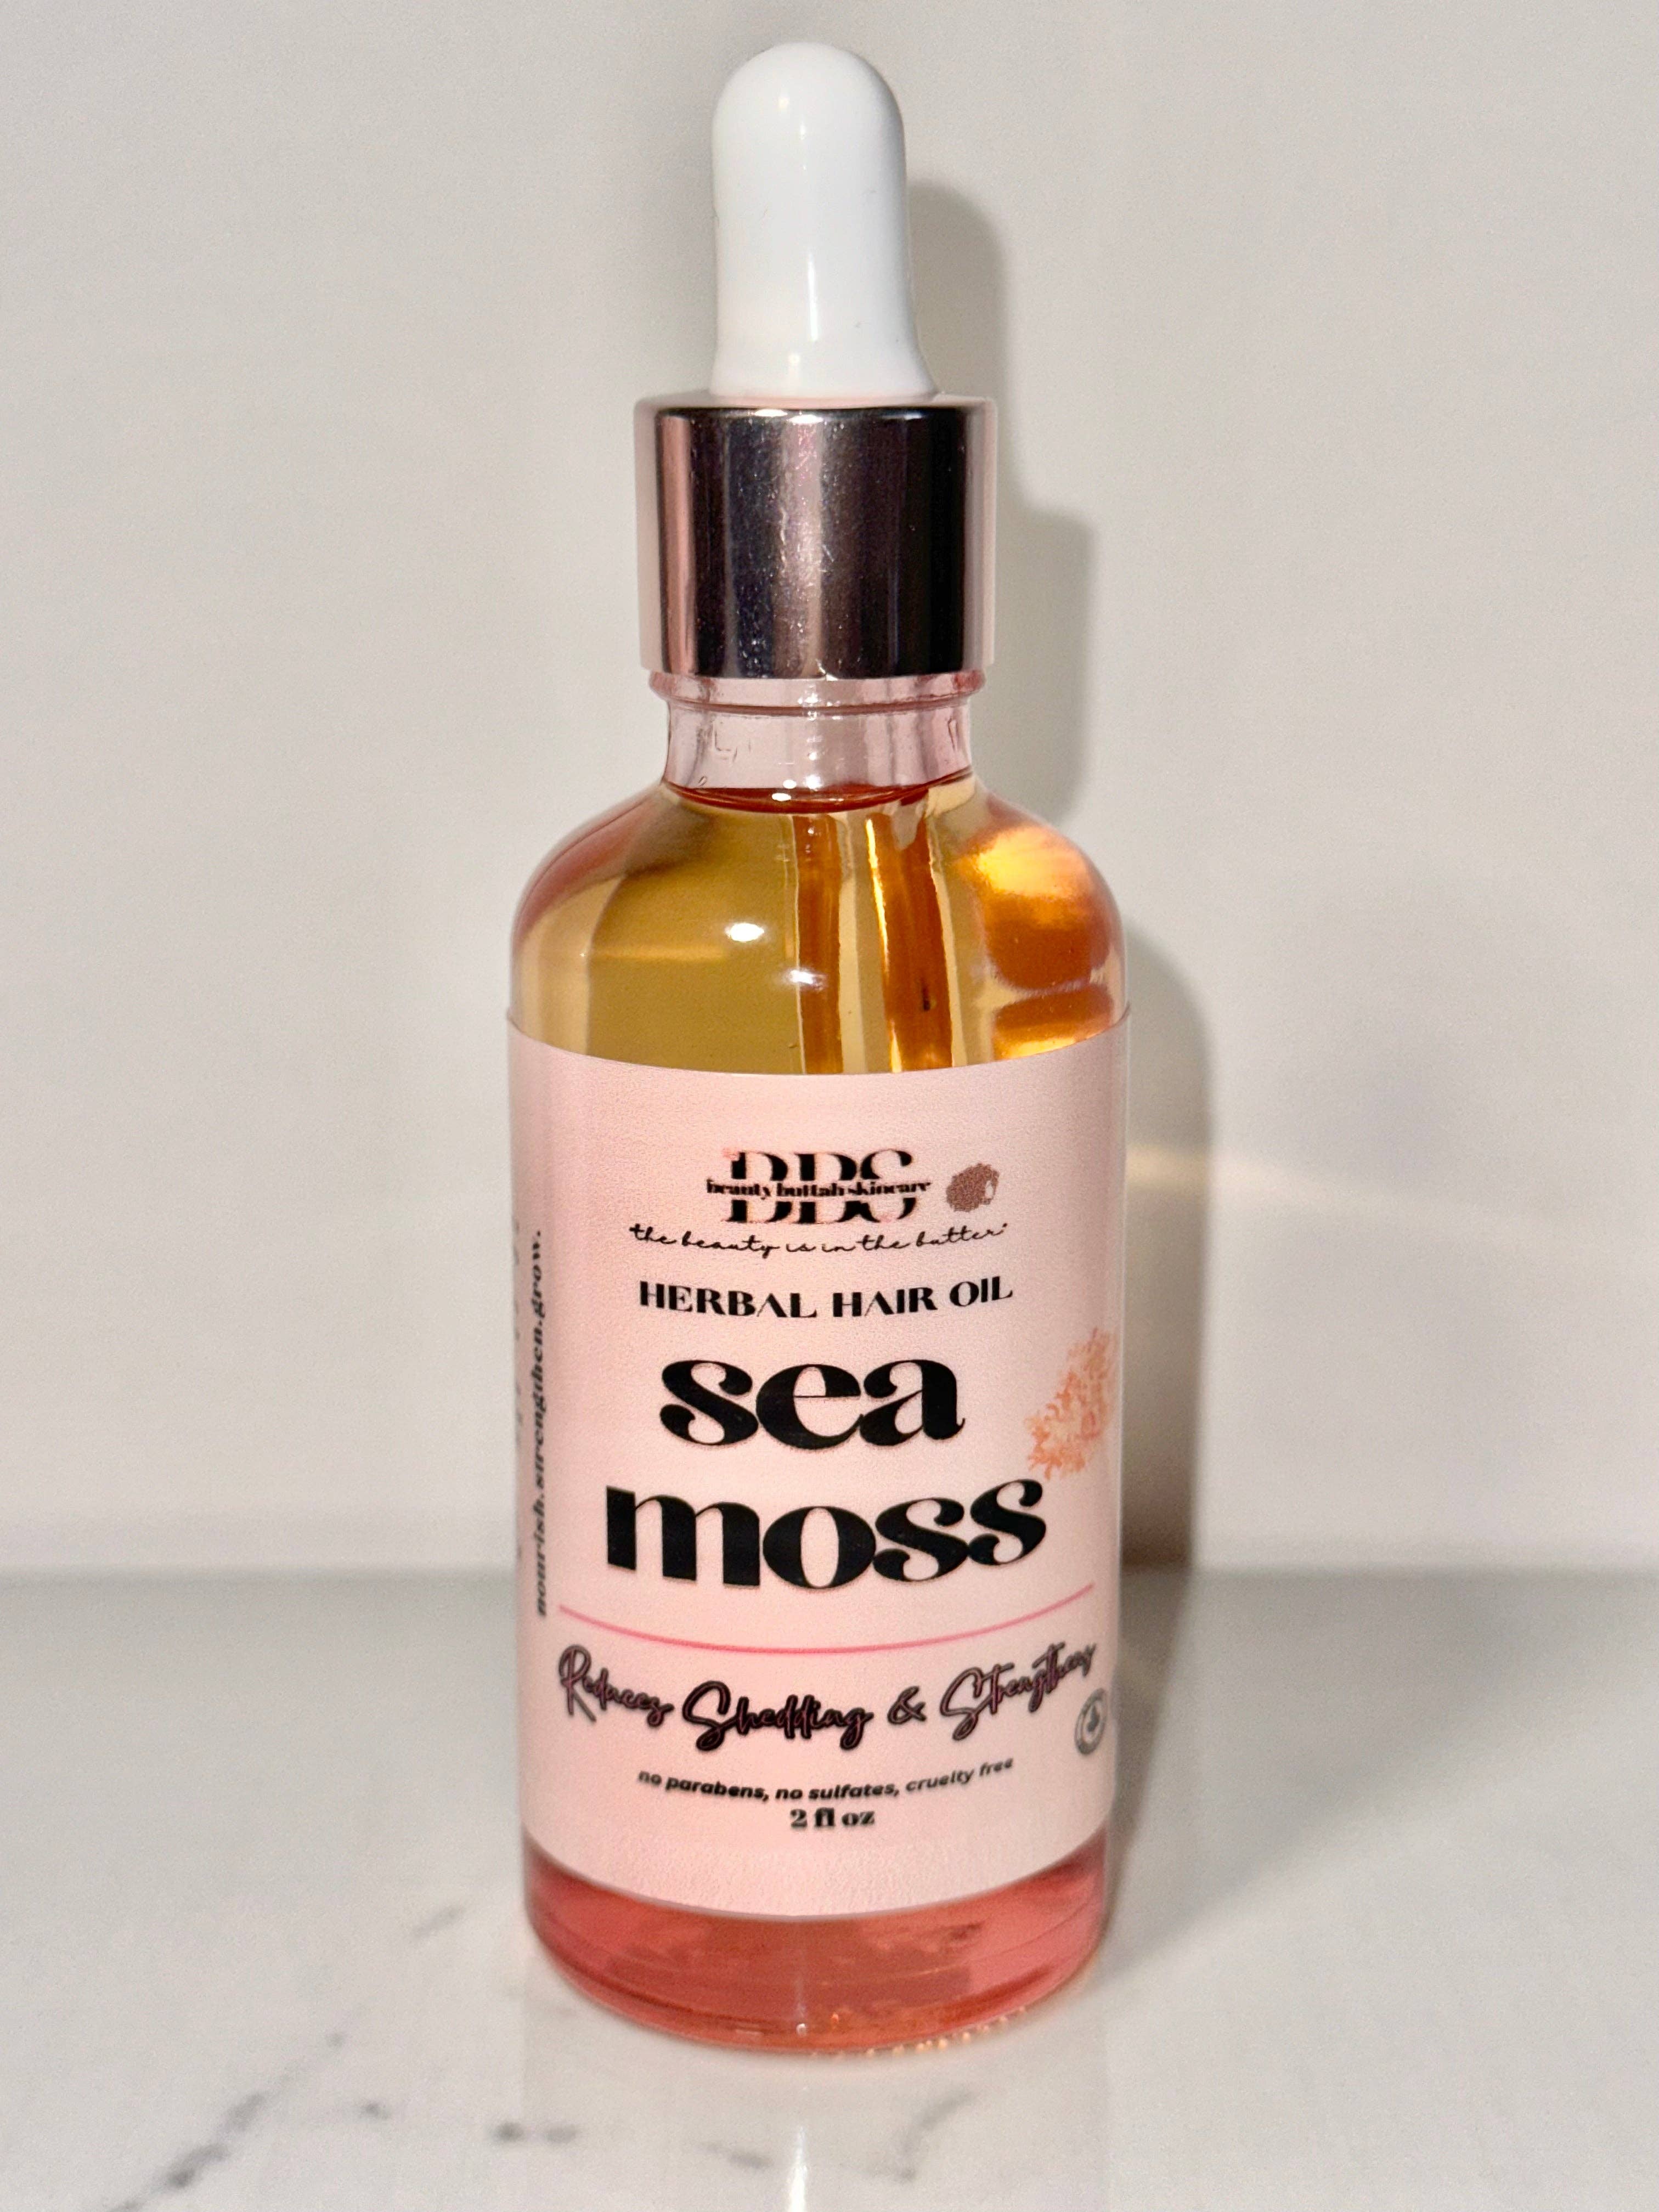 BBS
beauty buttah skincare
the beauty is in the butter
HERBAL HAIR OIL
sea
moss
Reduces Shedding & Strengthens
no parabens, no sulfates, cruelty free
2 fl oz
nourish.strengthen.grow.